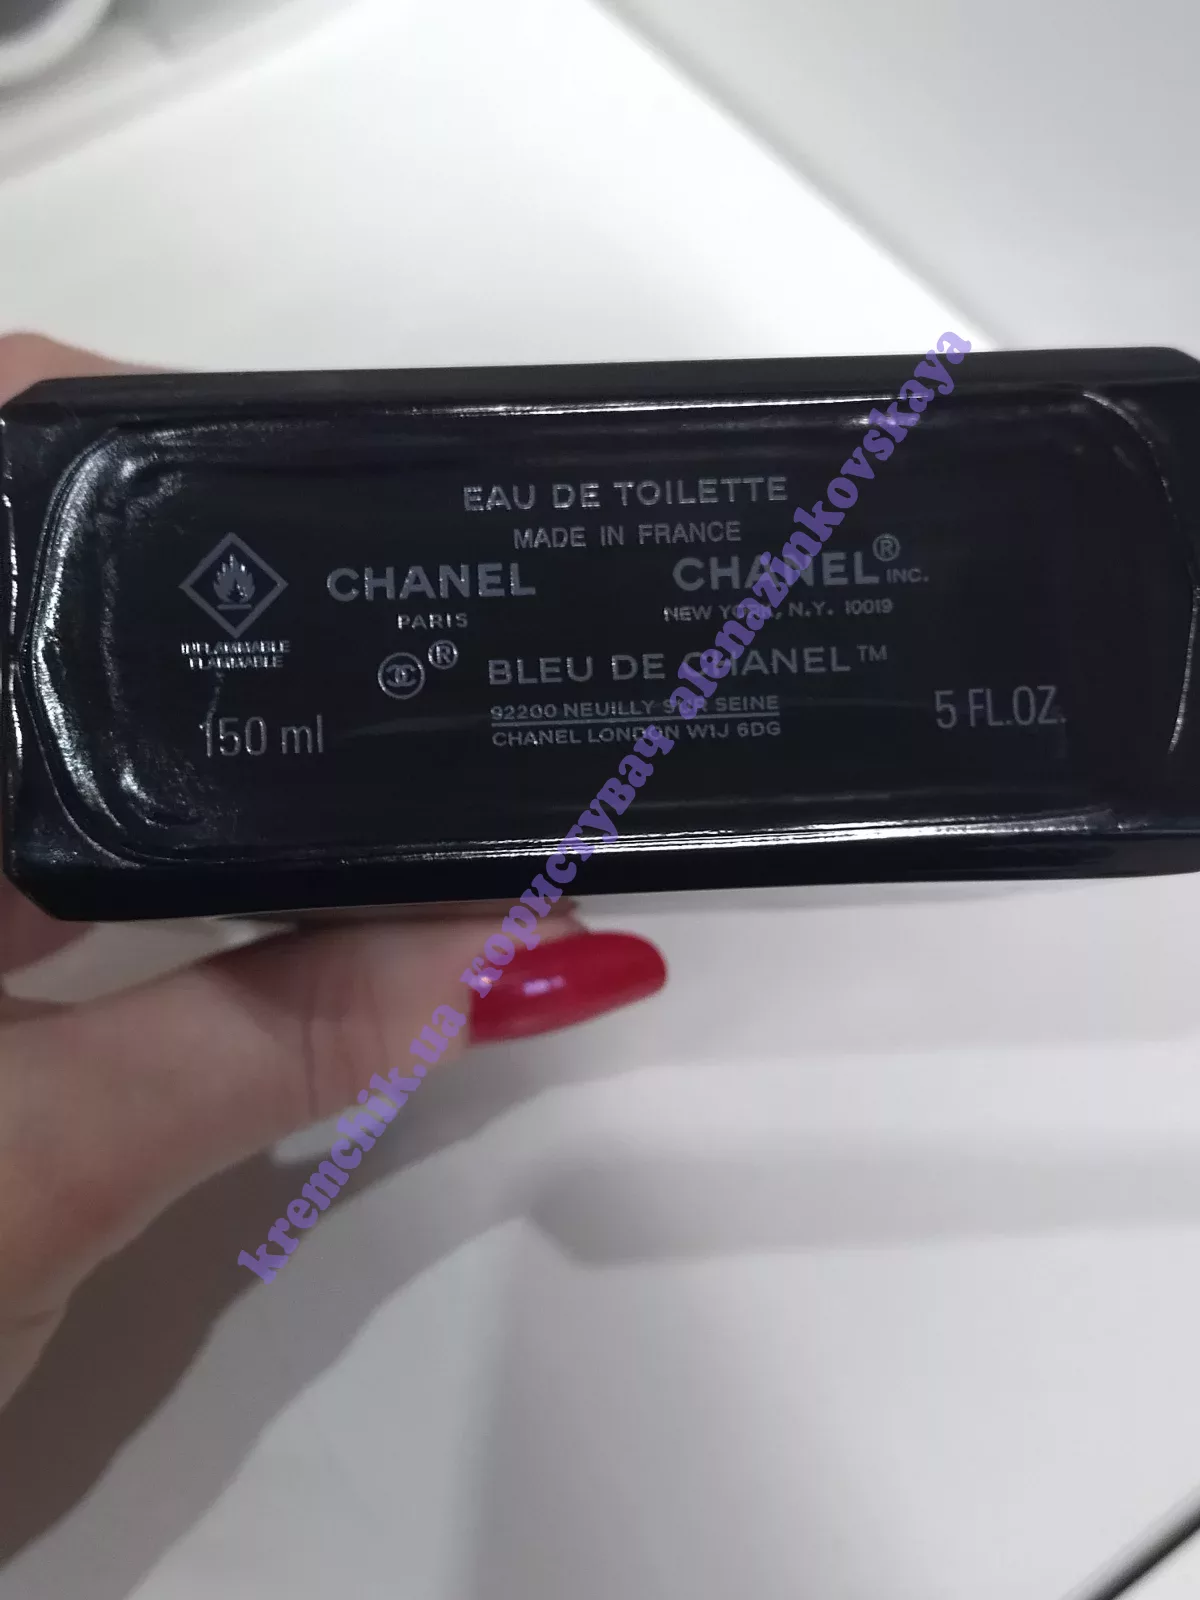 EAU DE TOILETTE
MADE IN FRANCE
CHANEL
PARIS
CHANEL® INC.
NEW YORK, N.Y. 10019
INFLAMMABLE
FLAMMABLE
®
BLEU DE CHANEL™
92200 NEUILLY SUR SEINE
CHANEL LONDON W1J 6DG
150 ml
5 FL.OZ.
kremchik.ua користувач alenazinkovskaya